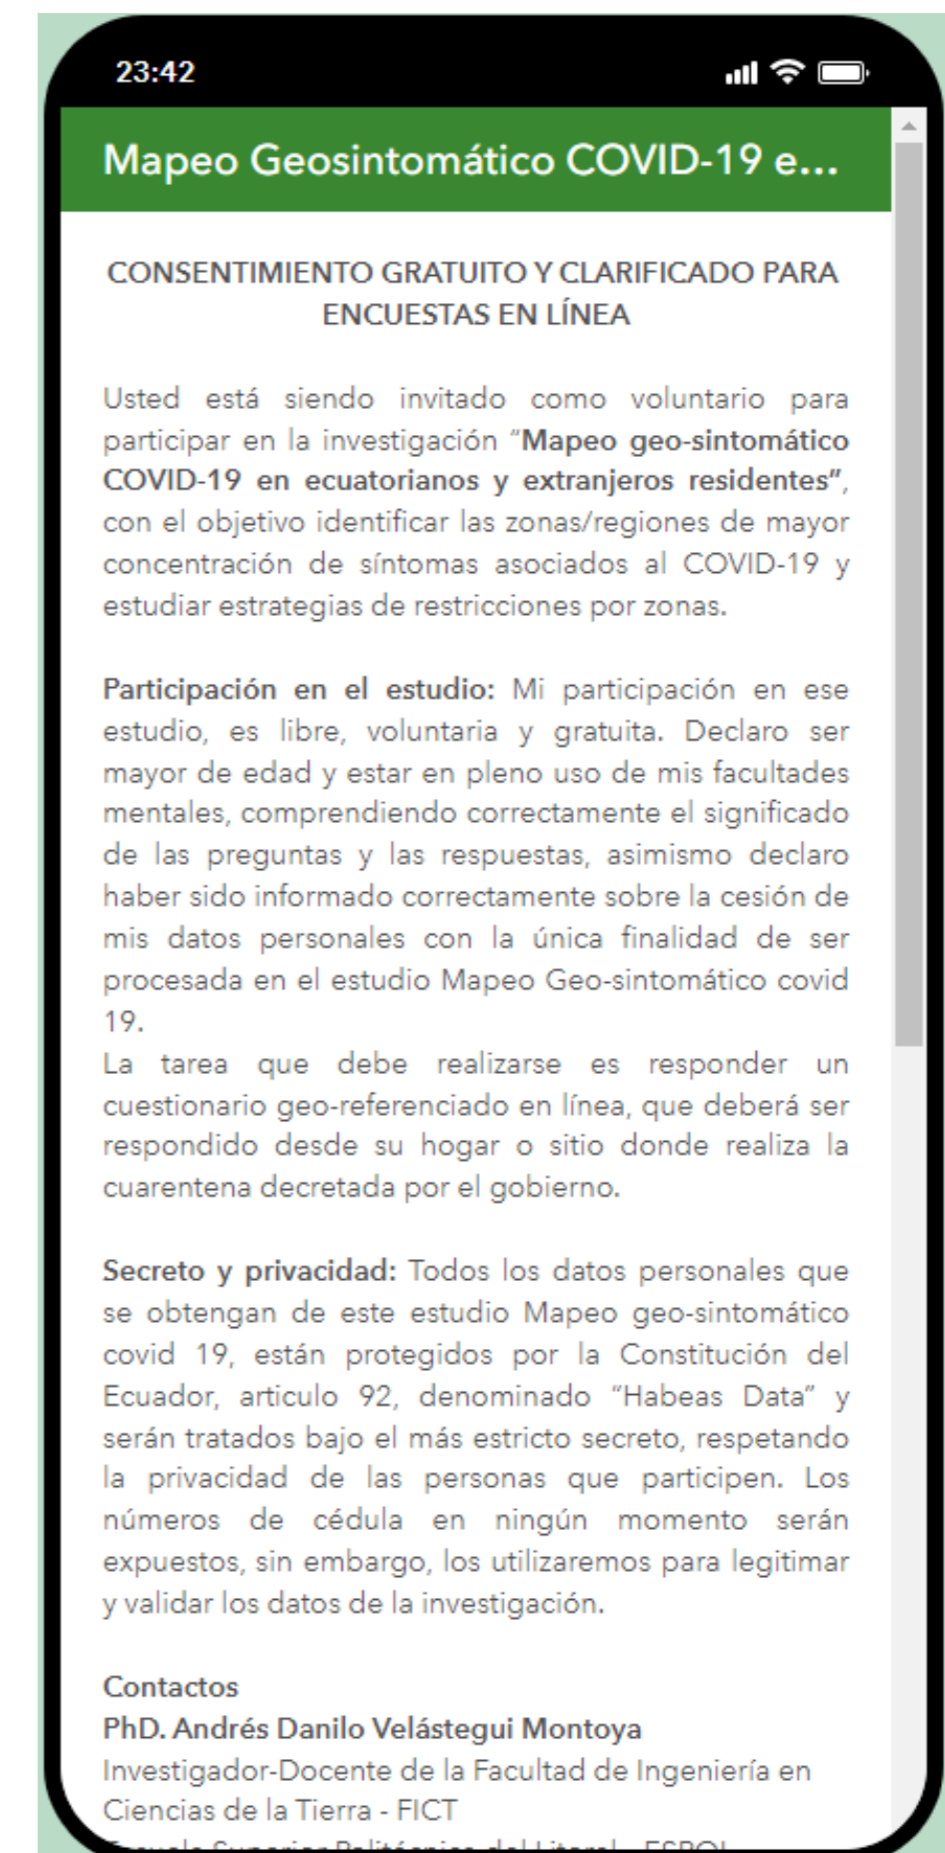 23:42
Mapeo Geosintomático COVID-19 e...
CONSENTIMIENTO GRATUITO Y CLARIFICADO PARA
ENCUESTAS EN LÍNEA
Usted está siendo invitado como voluntario para
participar en la investigación “Mapeo geo-sintomático
COVID-19 en ecuatorianos y extranjeros residentes”,
con el objetivo identificar las zonas/regiones de mayor
concentración de síntomas asociados al COVID-19 y
estudiar estrategias de restricciones por zonas.
Participación en el estudio: Mi participación en ese
estudio, es libre, voluntaria y gratuita. Declaro ser
mayor de edad y estar en pleno uso de mis facultades
mentales, comprendiendo correctamente el significado
de las preguntas y las respuestas, asimismo declaro
haber sido informado correctamente sobre la cesión de
mis datos personales con la única finalidad de ser
procesada en el estudio Mapeo Geo-sintomático covid
19.
La tarea que debe realizarse es responder un
cuestionario geo-referenciado en línea, que deberá ser
respondido desde su hogar o sitio donde realiza la
cuarentena decretada por el gobierno.
Secreto y privacidad: Todos los datos personales que
se obtengan de este estudio Mapeo geo-sintomático
covid 19, están protegidos por la Constitución del
Ecuador, articulo 92, denominado “Habeas Data” y
serán tratados bajo el más estricto secreto, respetando
la privacidad de las personas que participen. Los
números de cédula en ningún momento serán
expuestos, sin embargo, los utilizaremos para legitimar
y validar los datos de la investigación.
Contactos
PhD. Andrés Danilo Velástegui Montoya
Investigador-Docente de la Facultad de Ingeniería en
Ciencias de la Tierra - FICT
Escuela Superior Politécnica del Litoral - ESPOL